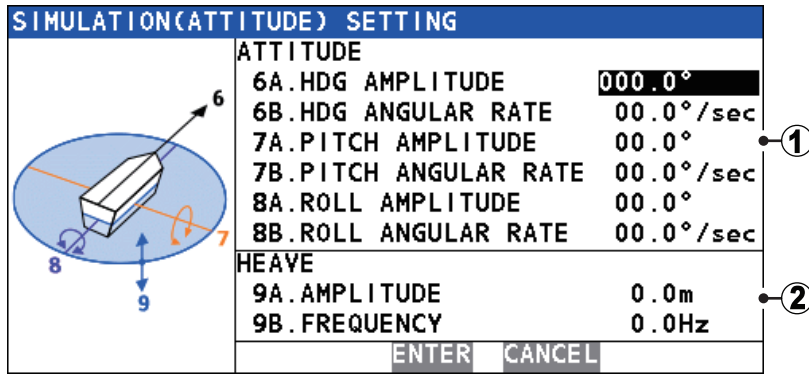 SIMULATION(ATTITUDE) SETTING
ATTITUDE
6A.HDG AMPLITUDE 000.0°
6B.HDG ANGULAR RATE 00.0°/sec
7A.PITCH AMPLITUDE 00.0°
7B.PITCH ANGULAR RATE 00.0°/sec
8A.ROLL AMPLITUDE 00.0°
8B.ROLL ANGULAR RATE 00.0°/sec
1
6
7
8
9
HEAVE
9A.AMPLITUDE 0.0m
9B.FREQUENCY 0.0Hz
2
ENTER CANCEL